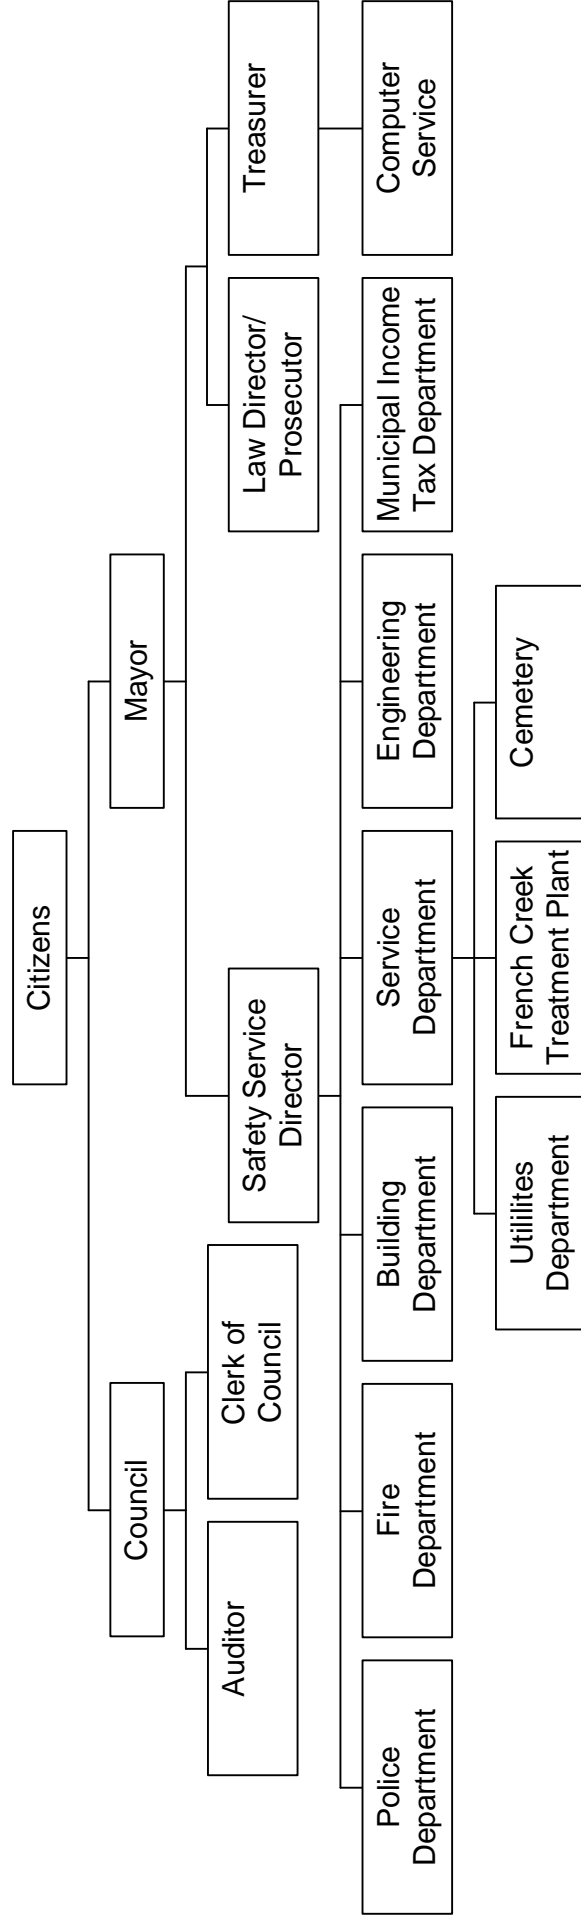 Citizens
Council
Mayor
Auditor
Clerk of
Council
Safety Service
Director
Law Director/
Prosecutor
Treasurer
Police
Department
Fire
Department
Building
Department
Service
Department
Engineering
Department
Municipal Income
Tax Department
Computer
Service
Utililites
Department
French Creek
Treatment Plant
Cemetery